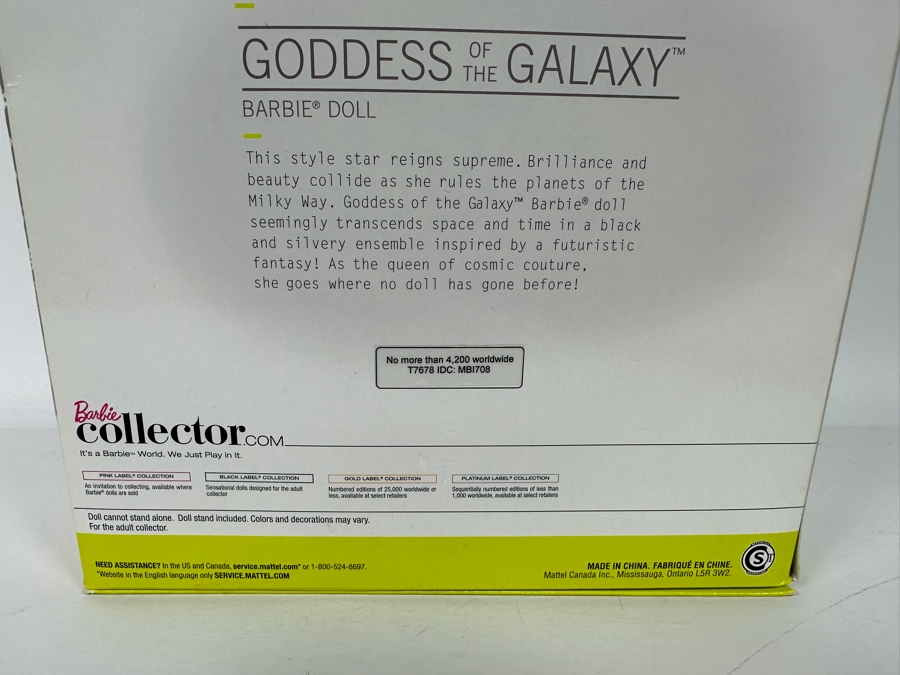 GODDESS OF THE GALAXY™
BARBIE® DOLL
This style star reigns supreme. Brilliance and
beauty collide as she rules the planets of the
Milky Way. Goddess of the Galaxy™ Barbie® doll
seemingly transcends space and time in a black
and silvery ensemble inspired by a futuristic
fantasy! As the queen of cosmic couture,
she goes where no doll has gone before!
No more than 4,200 worldwide
T7678 IDC: MBI708
Barbie
collector.COM
It's a Barbie™ World. We Just Play in It.
PINK LABEL® COLLECTION
An invitation to collecting, available where
Barbie® dolls are sold
BLACK LABEL® COLLECTION
Sensational dolls designed for the adult
collector
GOLD LABEL® COLLECTION
Numbered editions of 25,000 worldwide or
less, available at select retailers
PLATINUM LABEL® COLLECTION
Sequentially numbered editions of less than
1,000 worldwide, available at select retailers
Doll cannot stand alone. Doll stand included. Colors and decorations may vary.
For the adult collector.
NEED ASSISTANCE? In the US and Canada, service.mattel.com* or 1-800-524-8697.
*Website in the English language only SERVICE.MATTEL.COM
MADE IN CHINA. FABRIQUÉ EN CHINE.
Mattel Canada Inc., Mississauga, Ontario L5R 3W2.
S